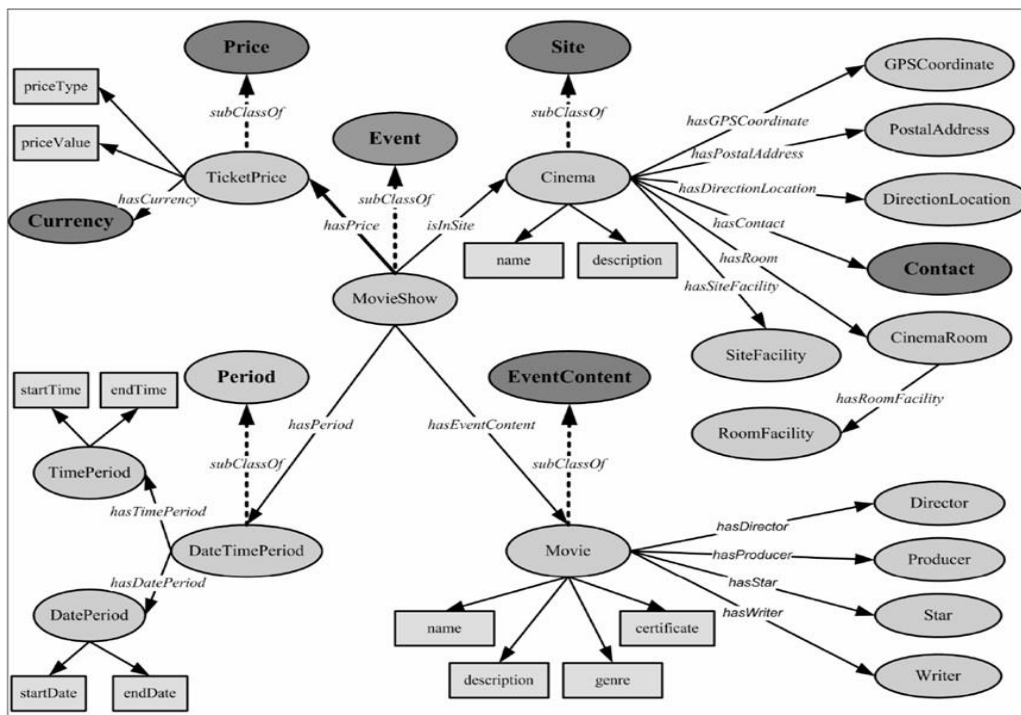 Price
Site
GPSCoordinate
priceType
subClassOf
subClassOf
hasGPSCoordinate
priceValue
Event
PostalAddress
hasPostalAddress
TicketPrice
Cinema
hasDirectionLocation
DirectionLocation
hasCurrency
subClassOf
Currency
hasPrice
isInSite
hasContact
name
description
hasRoom
Contact
hasSiteFacility
MovieShow
CinemaRoom
SiteFacility
startTime
endTime
Period
EventContent
hasRoomFacility
hasPeriod
hasEventContent
RoomFacility
TimePeriod
subClassOf
subClassOf
Director
hasTimePeriod
hasDirector
DateTimePeriod
Movie
hasProducer
Producer
hasDatePeriod
hasStar
DatePeriod
hasWriter
Star
name
certificate
description
genre
Writer
startDate
endDate